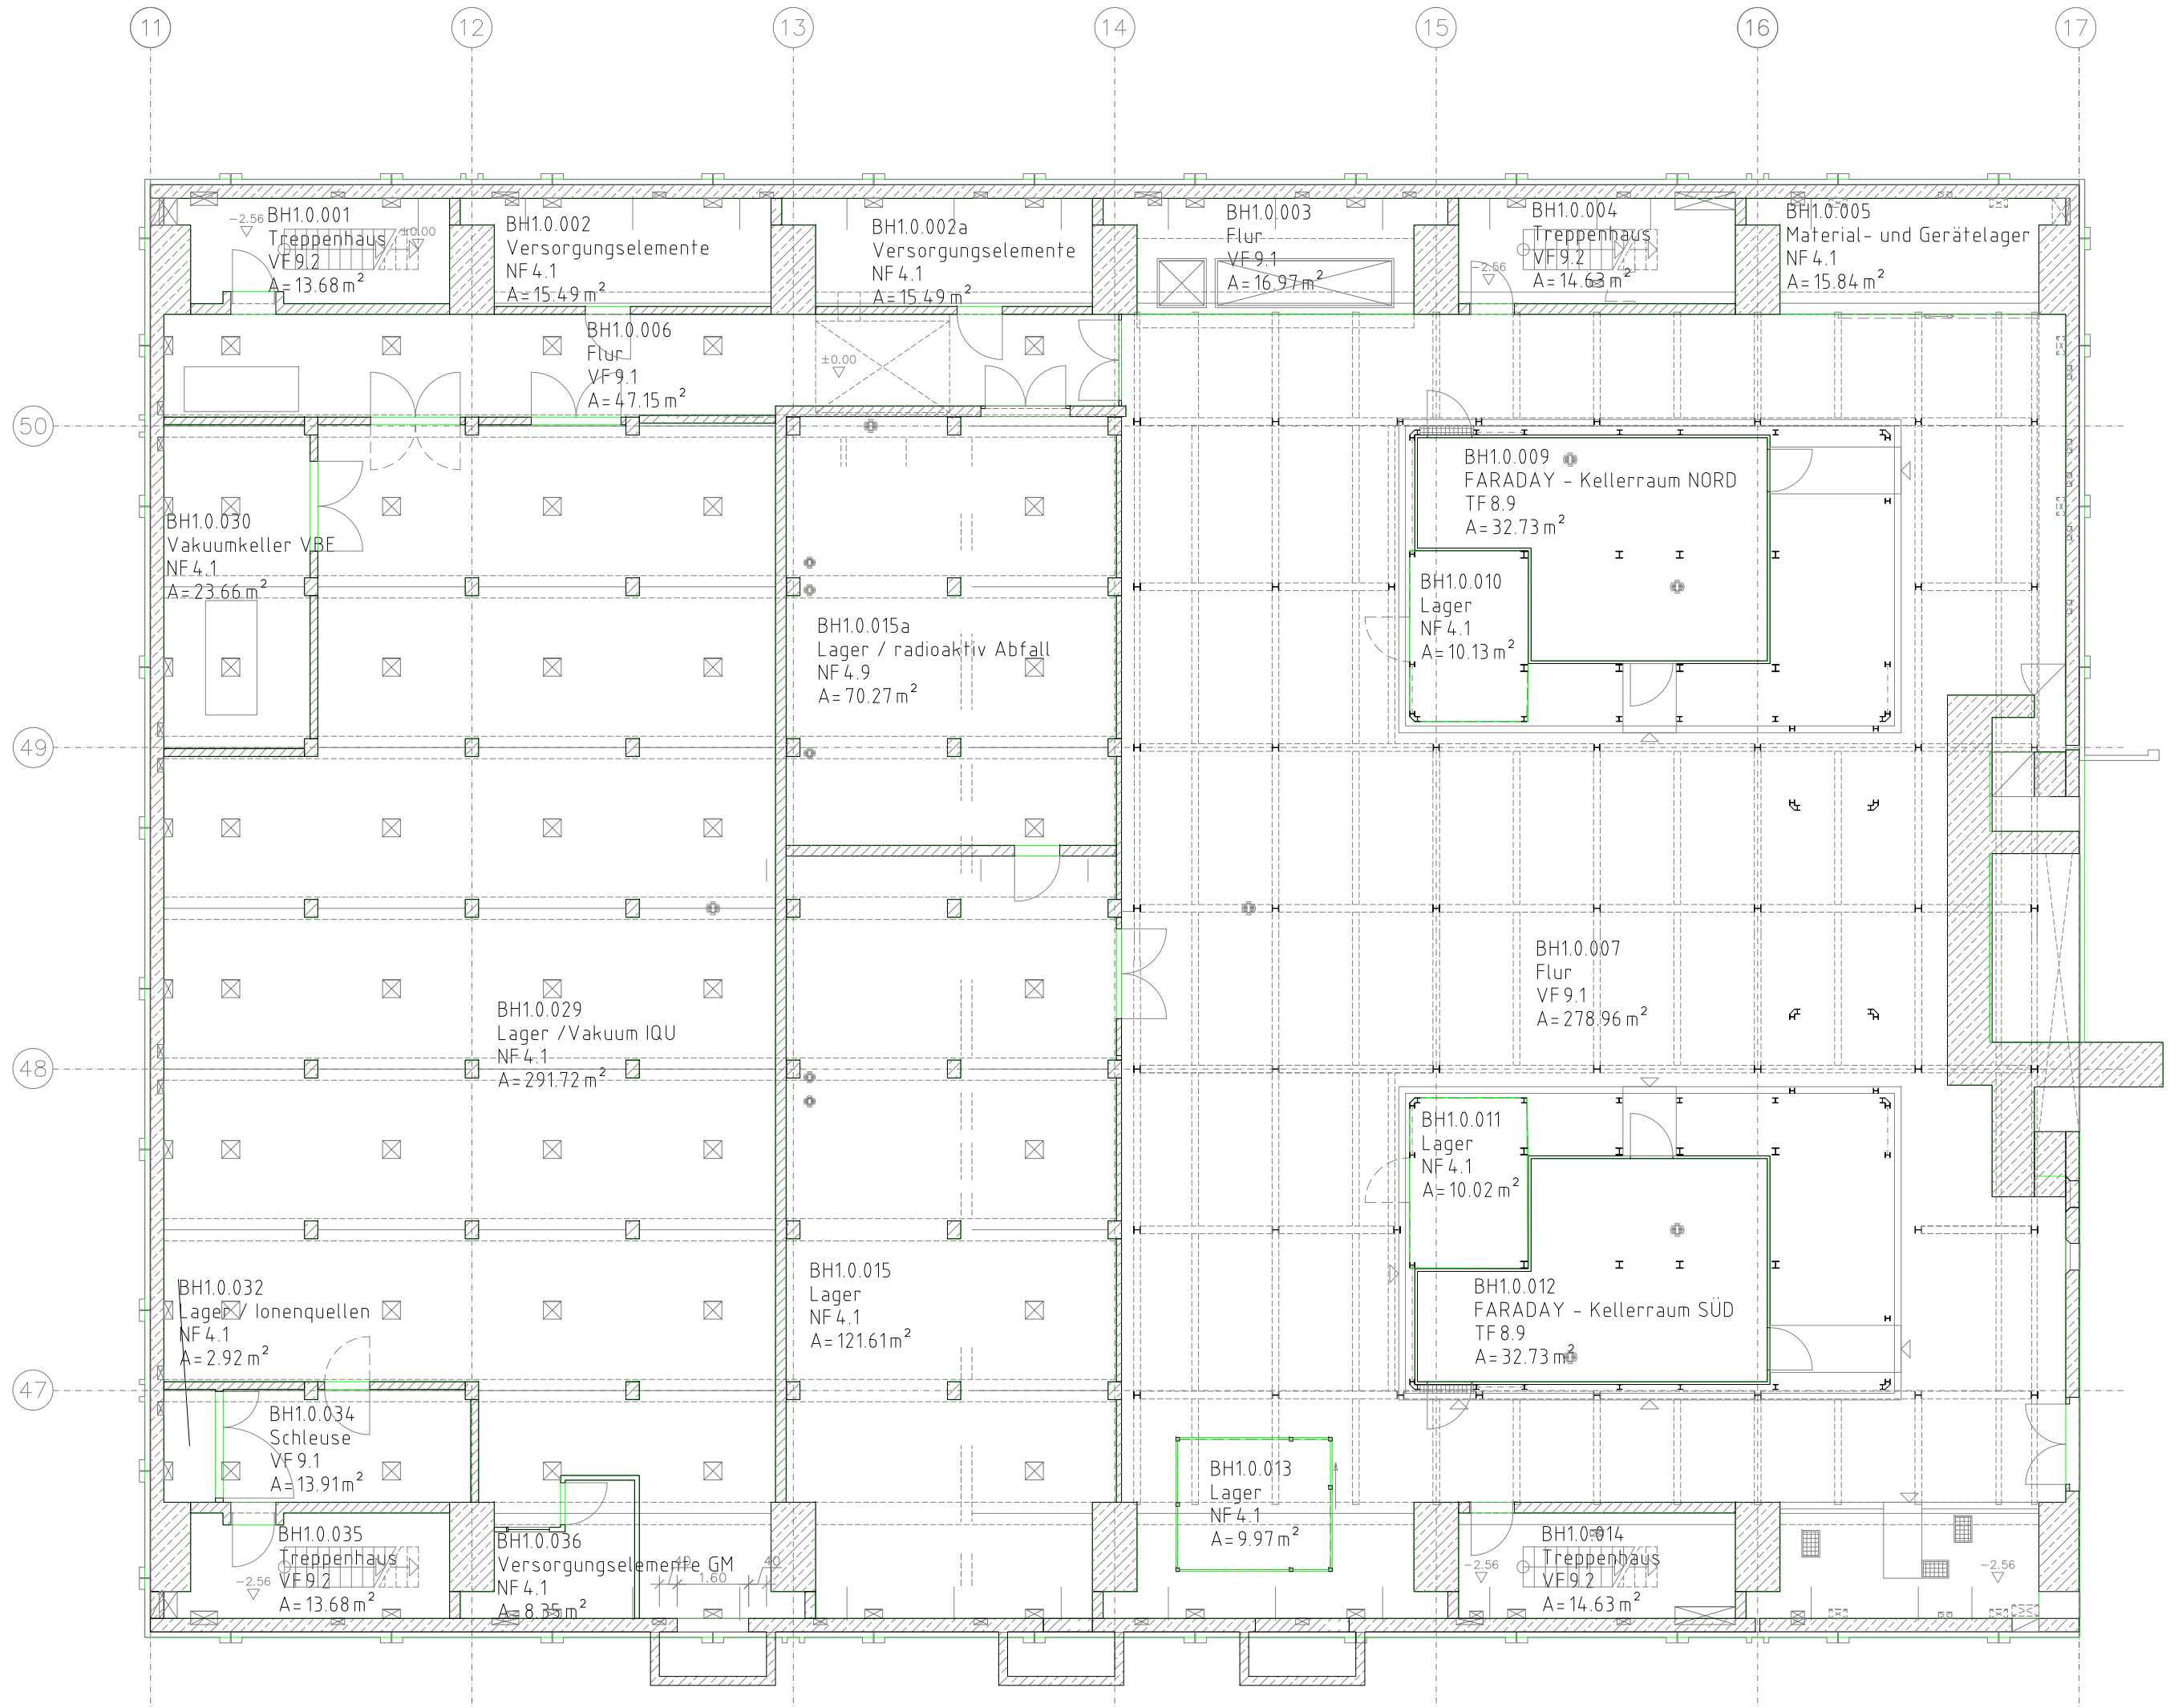 11
12
13
14
15
16
17
-2.56
BH1.0.001
Treppenhaus
VF 9.2
A= 13.68 m²
±0.00
BH1.0.002
Versorgungselemente
NF 4.1
A= 15.49 m²
BH1.0.002a
Versorgungselemente
NF 4.1
A= 15.49 m²
BH1.0.003
Flur
VF 9.1
A= 16.97 m²
-2.56
BH1.0.004
Treppenhaus
VF 9.2
A= 14.63 m²
BH1.0.005
Material- und Gerätelager
NF 4.1
A= 15.84 m²
BH1.0.006
Flur
VF 9.1
A= 47.15 m²
±0.00
50
BH1.0.009
FARADAY - Kellerraum NORD
TF 8.9
A= 32.73 m²
BH1.0.030
Vakuumkeller VBE
NF 4.1
A= 23.66 m²
BH1.0.010
Lager
NF 4.1
A= 10.13 m²
BH1.0.015a
Lager / radioaktiv Abfall
NF 4.9
A= 70.27 m²
49
BH1.0.007
Flur
VF 9.1
A= 278.96 m²
BH1.0.029
Lager /Vakuum IQU
NF 4.1
A= 291.72 m²
48
BH1.0.011
Lager
NF 4.1
A= 10.02 m²
BH1.0.015
Lager
NF 4.1
A= 121.61 m²
BH1.0.032
Lager / Ionenquellen
NF 4.1
A= 2.92 m²
BH1.0.012
FARADAY - Kellerraum SÜD
TF 8.9
A= 32.73 m²
47
BH1.0.034
Schleuse
VF 9.1
A= 13.91 m²
BH1.0.013
Lager
NF 4.1
A= 9.97 m²
BH1.0.035
Treppenhaus
VF 9.2
A= 13.68 m²
-2.56
BH1.0.036
Versorgungselemente GM
NF 4.1
A= 8.35 m²
40
1.60
40
-2.56
BH1.0.014
Treppenhaus
VF 9.2
A= 14.63 m²
-2.56